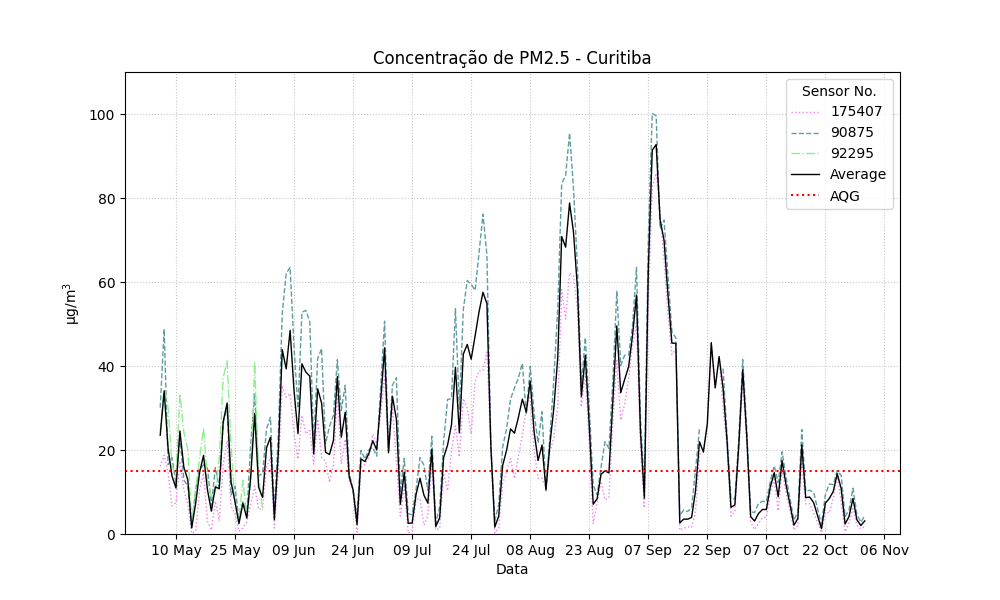 Concentração de PM2.5 - Curitiba
Sensor No.
175407
90875
92295
Average
AQG
100
80
60
40
20
0
µg/m³
10 May 25 May 09 Jun 24 Jun 09 Jul 24 Jul 08 Aug 23 Aug 07 Sep 22 Sep 07 Oct 22 Oct 06 Nov
Data